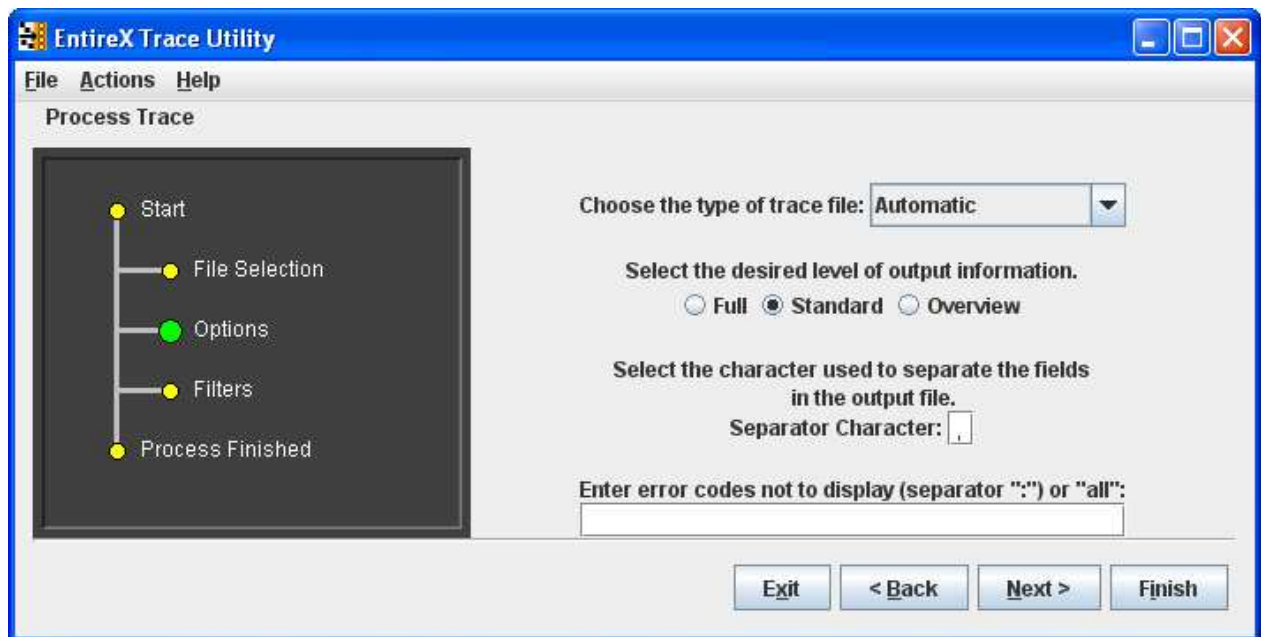 EntireX Trace Utility
File Actions Help
Process Trace
Start
File Selection
Options
Filters
Process Finished
Choose the type of trace file: Automatic
Select the desired level of output information.
Full Standard Overview
Select the character used to separate the fields
in the output file.
Separator Character: ,
Enter error codes not to display (separator ":") or "all":
Exit < Back Next > Finish